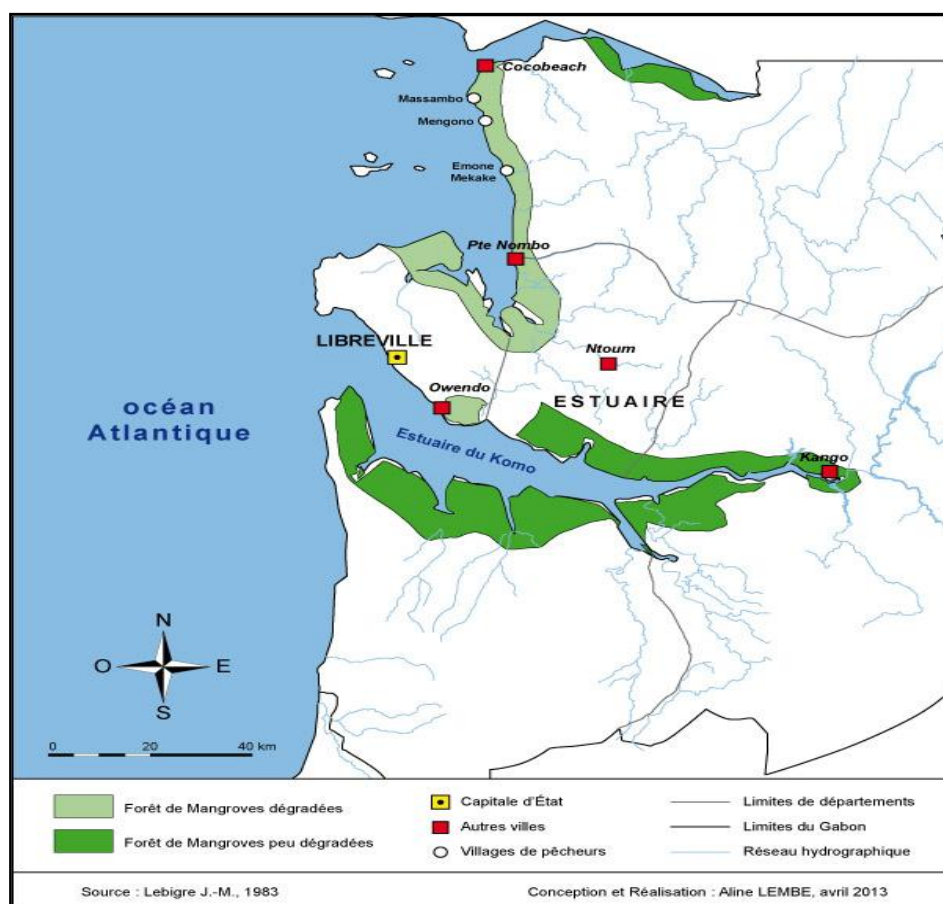 Cocobeach
Massambo
Mengono
Emone
Mekake
Pte Nombo
LIBREVILLE
Ntoum
Owendo
ESTUAIRE
océan
Atlantique
Estuaire du Komo
Kango
N
O
E
S
0 20 40 km
Forêt de Mangroves dégradées
Forêt de Mangroves peu dégradées
Capitale d'État
Autres villes
Villages de pêcheurs
Limites de départements
Limites du Gabon
Réseau hydrographique
Source : Lebigre J.-M., 1983
Conception et Réalisation : Aline LEMBE, avril 2013